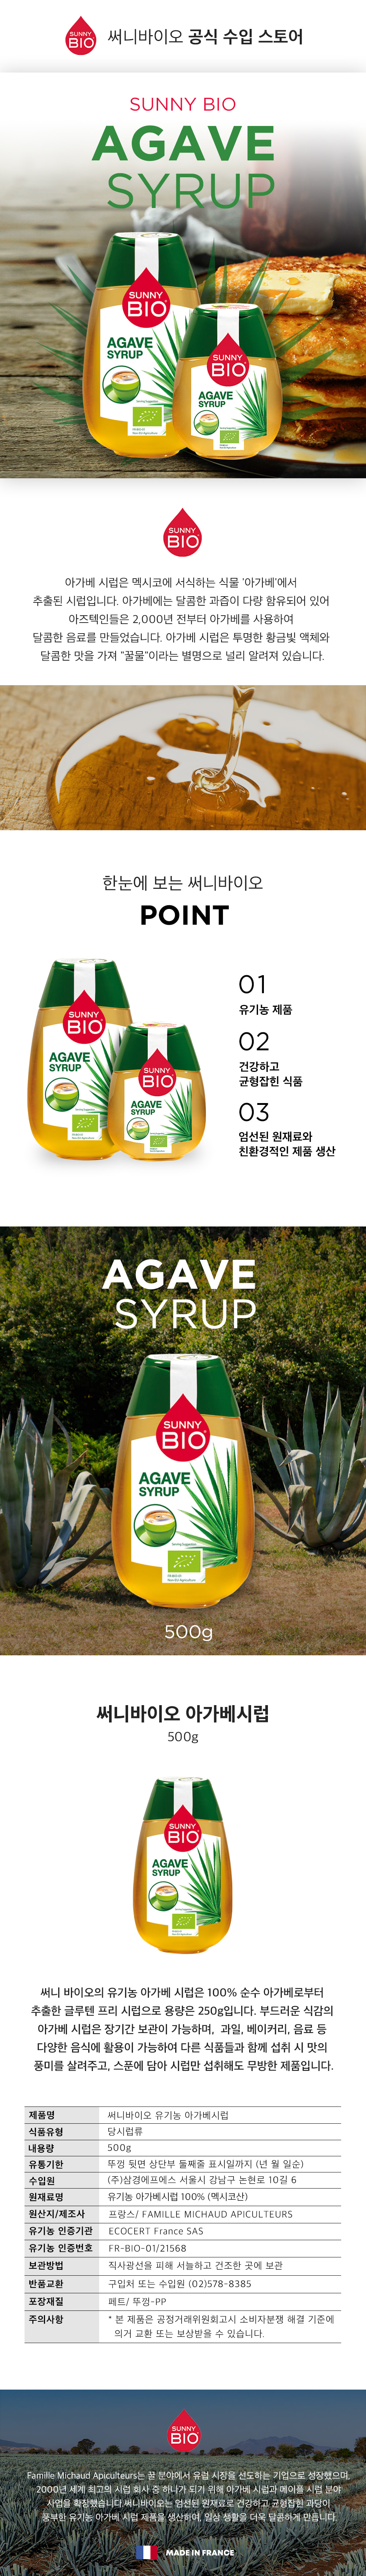 SUNNY
BIO
써니바이오 공식 수입 스토어
SUNNY BIO
AGAVE
SYRUP
SUNNY
BIO
AGAVE
SYRUP
SUNNY
BIO
AGAVE
SYRUP
SUNNY
BIO
아가베 시럽은 멕시코에 서식하는 식물 '아가베'에서
추출된 시럽입니다. 아가베에는 달콤한 과즙이 다량 함유되어 있어
아즈텍인들은 2,000년 전부터 아가베를 사용하여
달콤한 음료를 만들었습니다. 아가베 시럽은 투명한 황금빛 액체와
달콤한 맛을 가져 "꿀물"이라는 별명으로 널리 알려져 있습니다.
한눈에 보는 써니바이오
POINT
SUNNY
BIO
AGAVE
SYRUP
SUNNY
BIO
AGAVE
SYRUP
01
유기농 제품
02
건강하고
균형잡힌 식품
03
엄선된 원재료와
친환경적인 제품 생산
AGAVE
SYRUP
SUNNY
BIO
AGAVE
SYRUP
500g
써니바이오 아가베시럽
500g
SUNNY
BIO
AGAVE
SYRUP
써니 바이오의 유기농 아가베 시럽은 100% 순수 아가베로부터
추출한 글루텐 프리 시럽으로 용량은 250g입니다. 부드러운 식감의
아가베 시럽은 장기간 보관이 가능하며, 과일, 베이커리, 음료 등
다양한 음식에 활용이 가능하여 다른 식품들과 함께 섭취 시 맛의
풍미를 살려주고, 스푼에 담아 시럽만 섭취해도 무방한 제품입니다.
제품명 써니바이오 유기농 아가베시럽
식품유형 당시럽류
내용량 500g
유통기한 뚜껑 뒷면 상단부 둘째줄 표시일까지 (년 월 일순)
수입원 (주)삼경에프에스 서울시 강남구 논현로 10길 6
원재료명 유기농 아가베시럽 100% (멕시코산)
원산지/제조사 프랑스/ FAMILLE MICHAUD APICULTEURS
유기농 인증기관 ECOCERT France SAS
유기농 인증번호 FR-BIO-01/21568
보관방법 직사광선을 피해 서늘하고 건조한 곳에 보관
반품교환 구입처 또는 수입원 (02)578-8385
포장재질 페트/ 뚜껑-PP
주의사항 * 본 제품은 공정거래위원회고시 소비자분쟁 해결 기준에
의거 교환 또는 보상받을 수 있습니다.
SUNNY
BIO
Famille Michaud Apiculteurs는 꿀 분야에서 유럽 시장을 선도하는 기업으로 성장했으며,
2000년 세계 최고의 시럽 회사 중 하나가 되기 위해 아가베 시럽과 메이플 시럽 분야
사업을 확장했습니다.써니바이오는 엄선된 원재료로 건강하고 균형잡힌 과당이
풍부한 유기농 아가베 시럽 제품을 생산하여, 일상 생활을 더욱 달콤하게 만듭니다.
MADE IN FRANCE